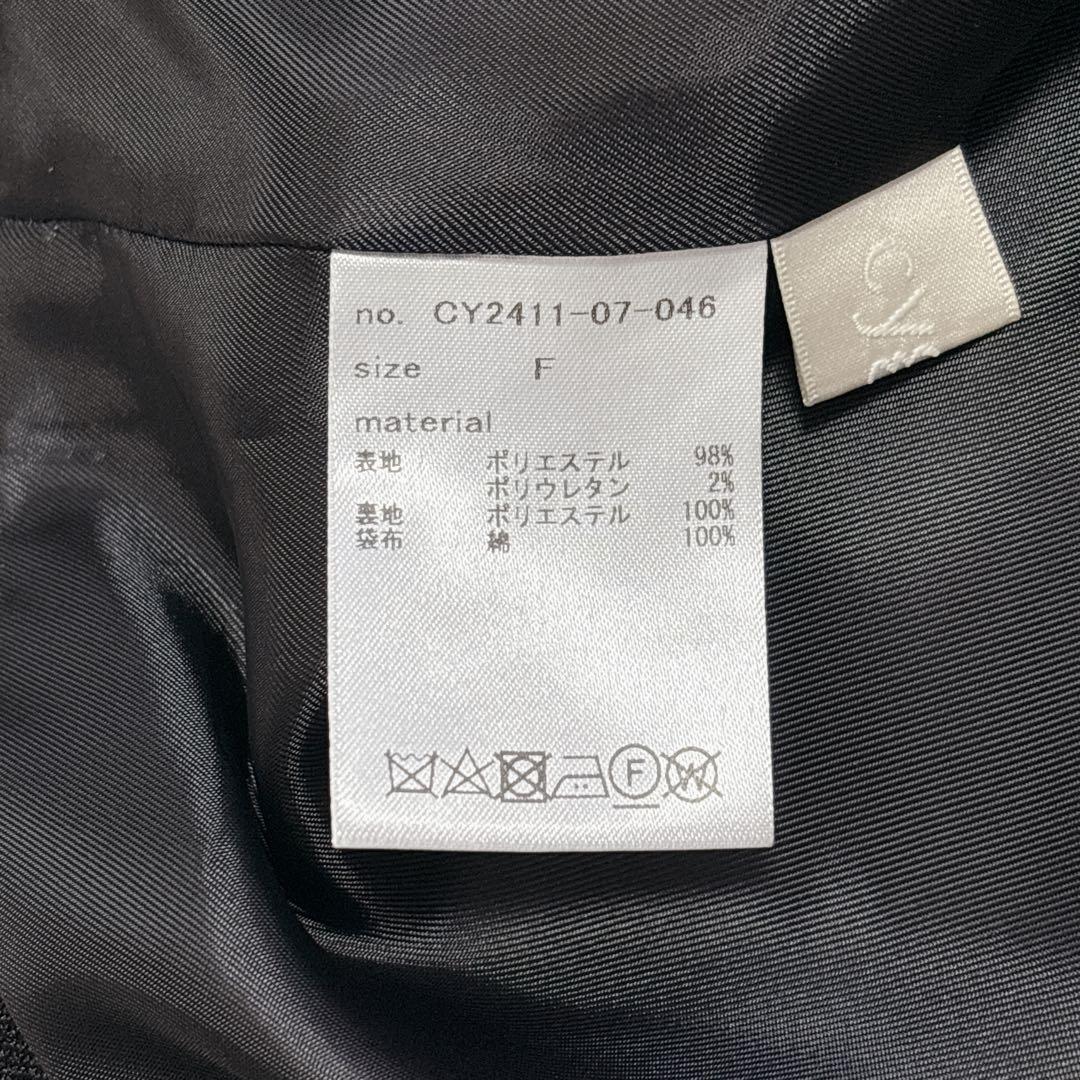 no. CY2411-07-046
size F
material
表地 ポリエステル 98%
ポリウレタン 2%
裏地 ポリエステル 100%
袋布 綿 100%
F
W